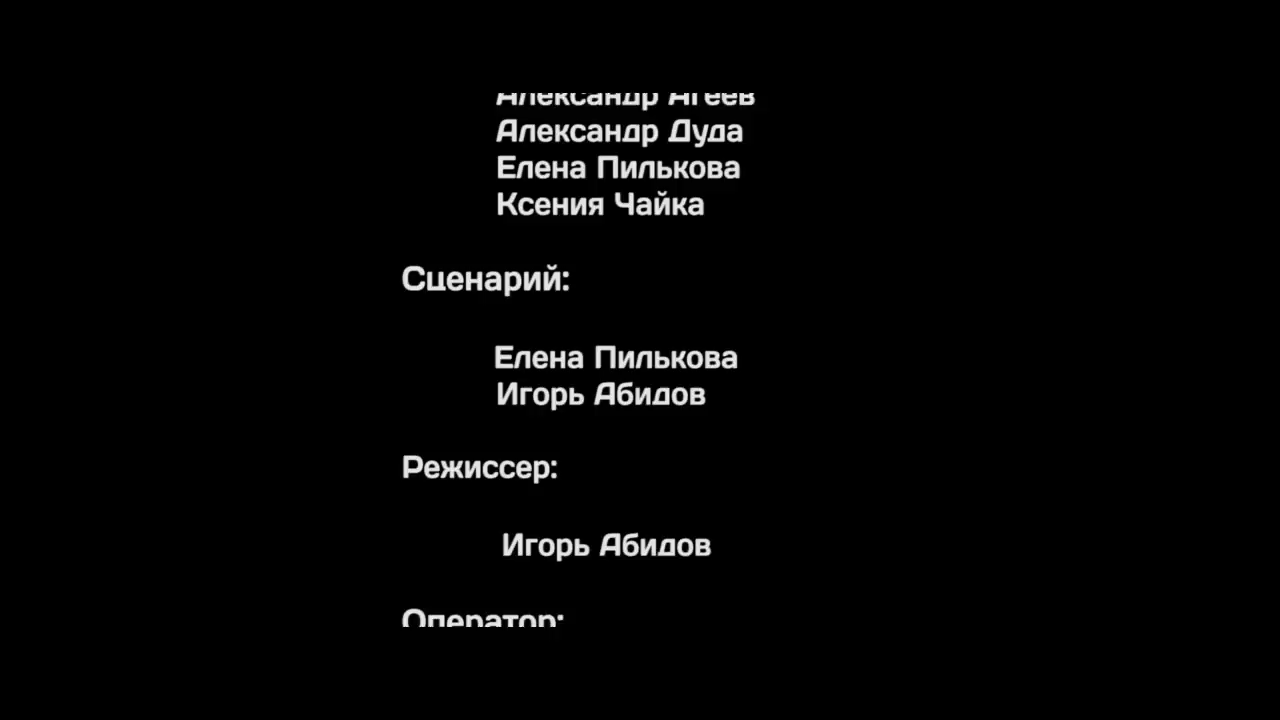 Александр Агеев
Александр Дуда
Елена Пилькова
Ксения Чайка
Сценарий:
Елена Пилькова
Игорь Абидов
Режиссер:
Игорь Абидов
Оператор: